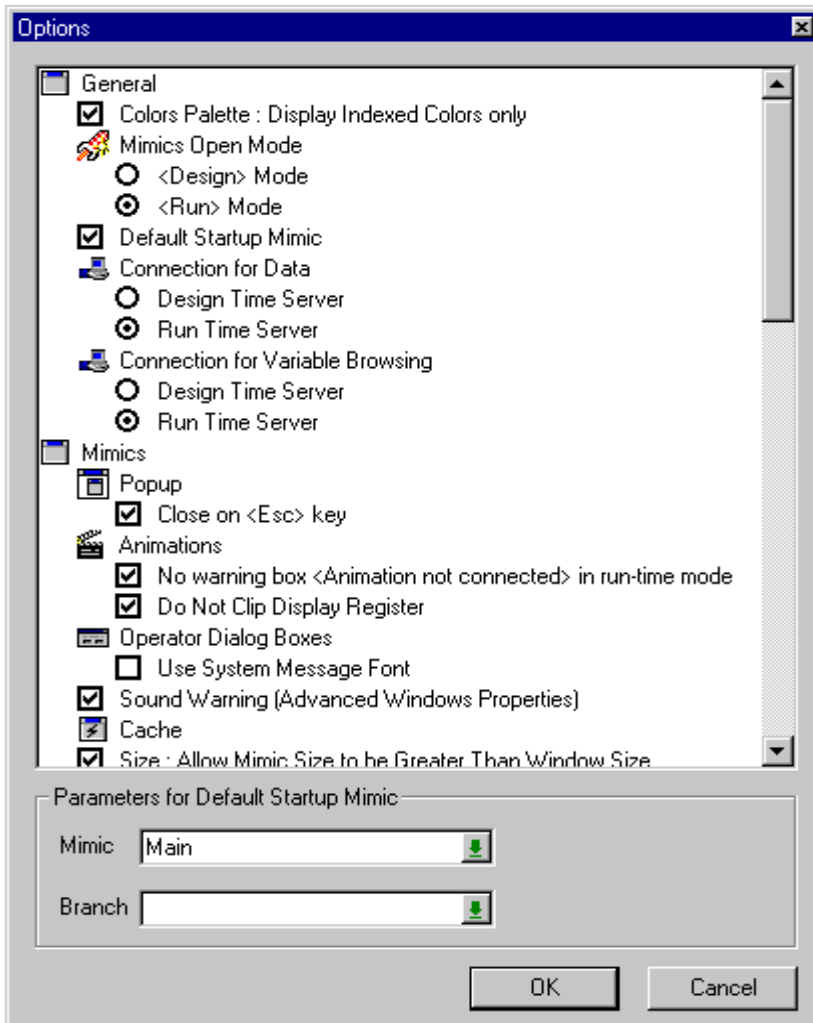 Options
General
Colors Palette : Display Indexed Colors only
Mimics Open Mode
<Design> Mode
<Run> Mode
Default Startup Mimic
Connection for Data
Design Time Server
Run Time Server
Connection for Variable Browsing
Design Time Server
Run Time Server
Mimics
Popup
Close on <Esc> key
Animations
No warning box <Animation not connected> in run-time mode
Do Not Clip Display Register
Operator Dialog Boxes
Use System Message Font
Sound Warning (Advanced Windows Properties)
Cache
Size : Allow Mimic Size to be Greater Than Window Size
Parameters for Default Startup Mimic
Mimic Main
Branch
OK Cancel